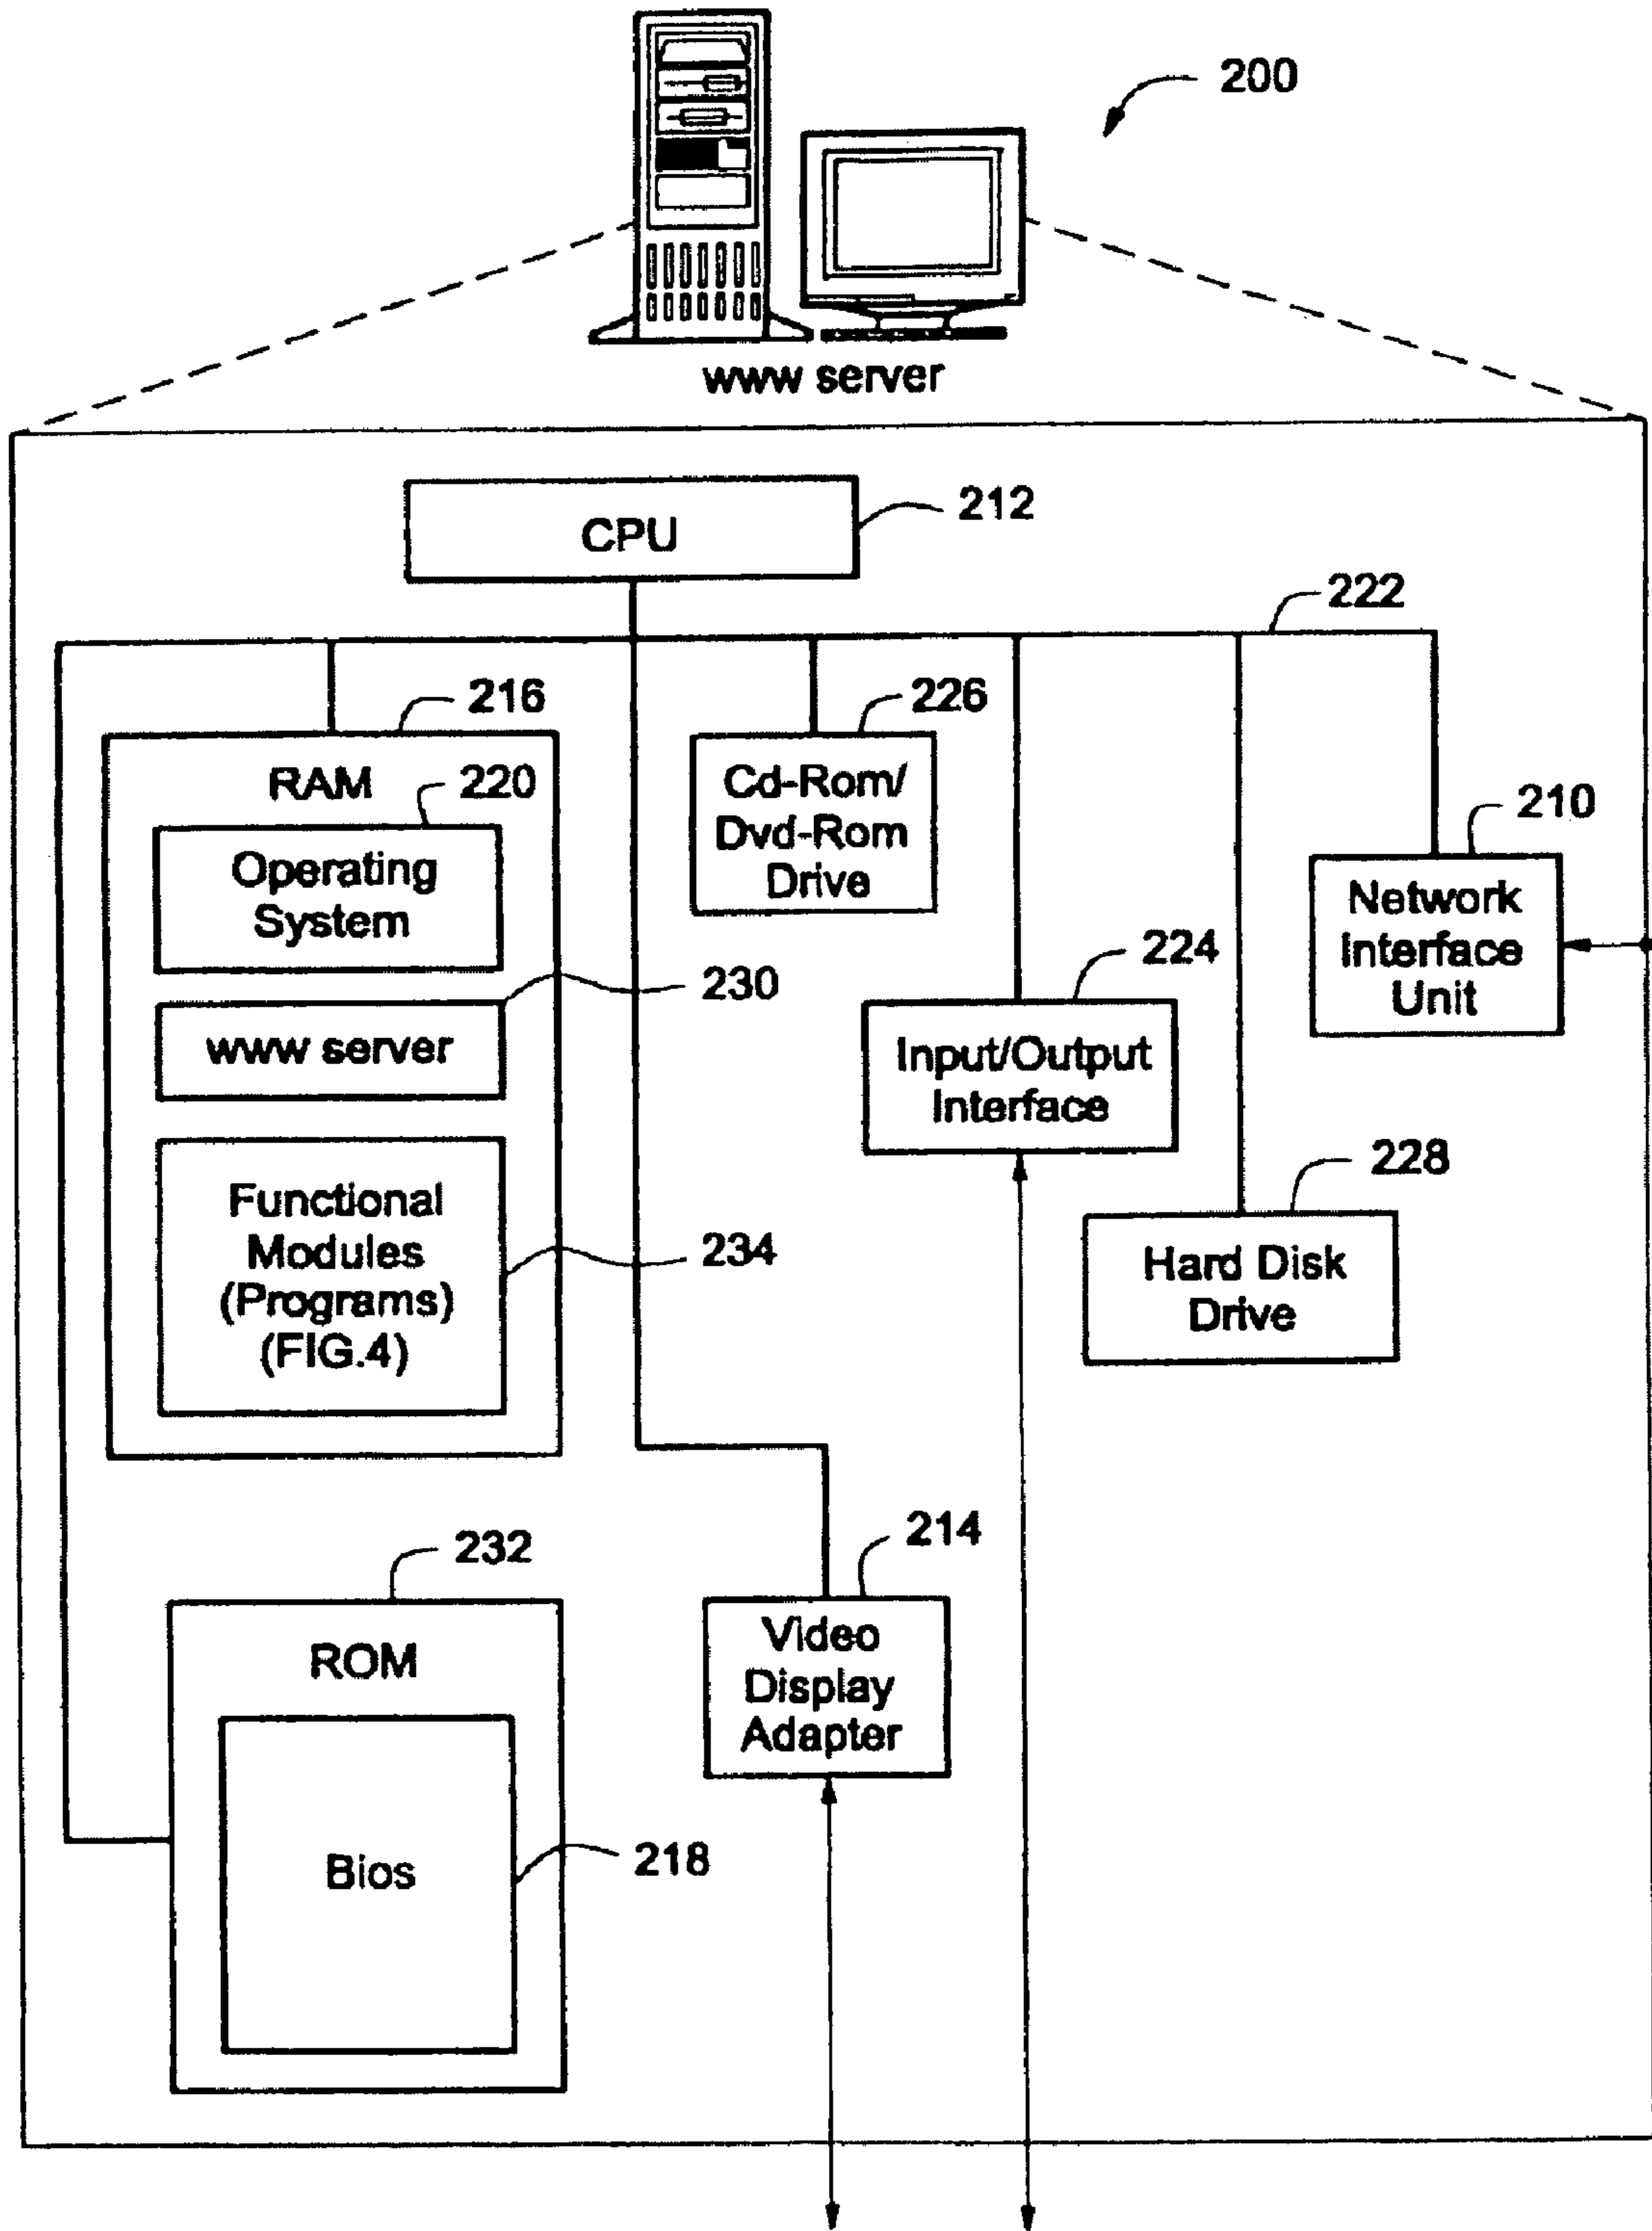 200
www server
CPU
212
222
216
RAM
220
Operating
System
230
www server
Functional
Modules
(Programs)
(FIG.4)
234
226
Cd-Rom/
Dvd-Rom
Drive
224
Input/Output
Interface
210
Network
Interface
Unit
228
Hard Disk
Drive
232
ROM
Bios
218
214
Video
Display
Adapter